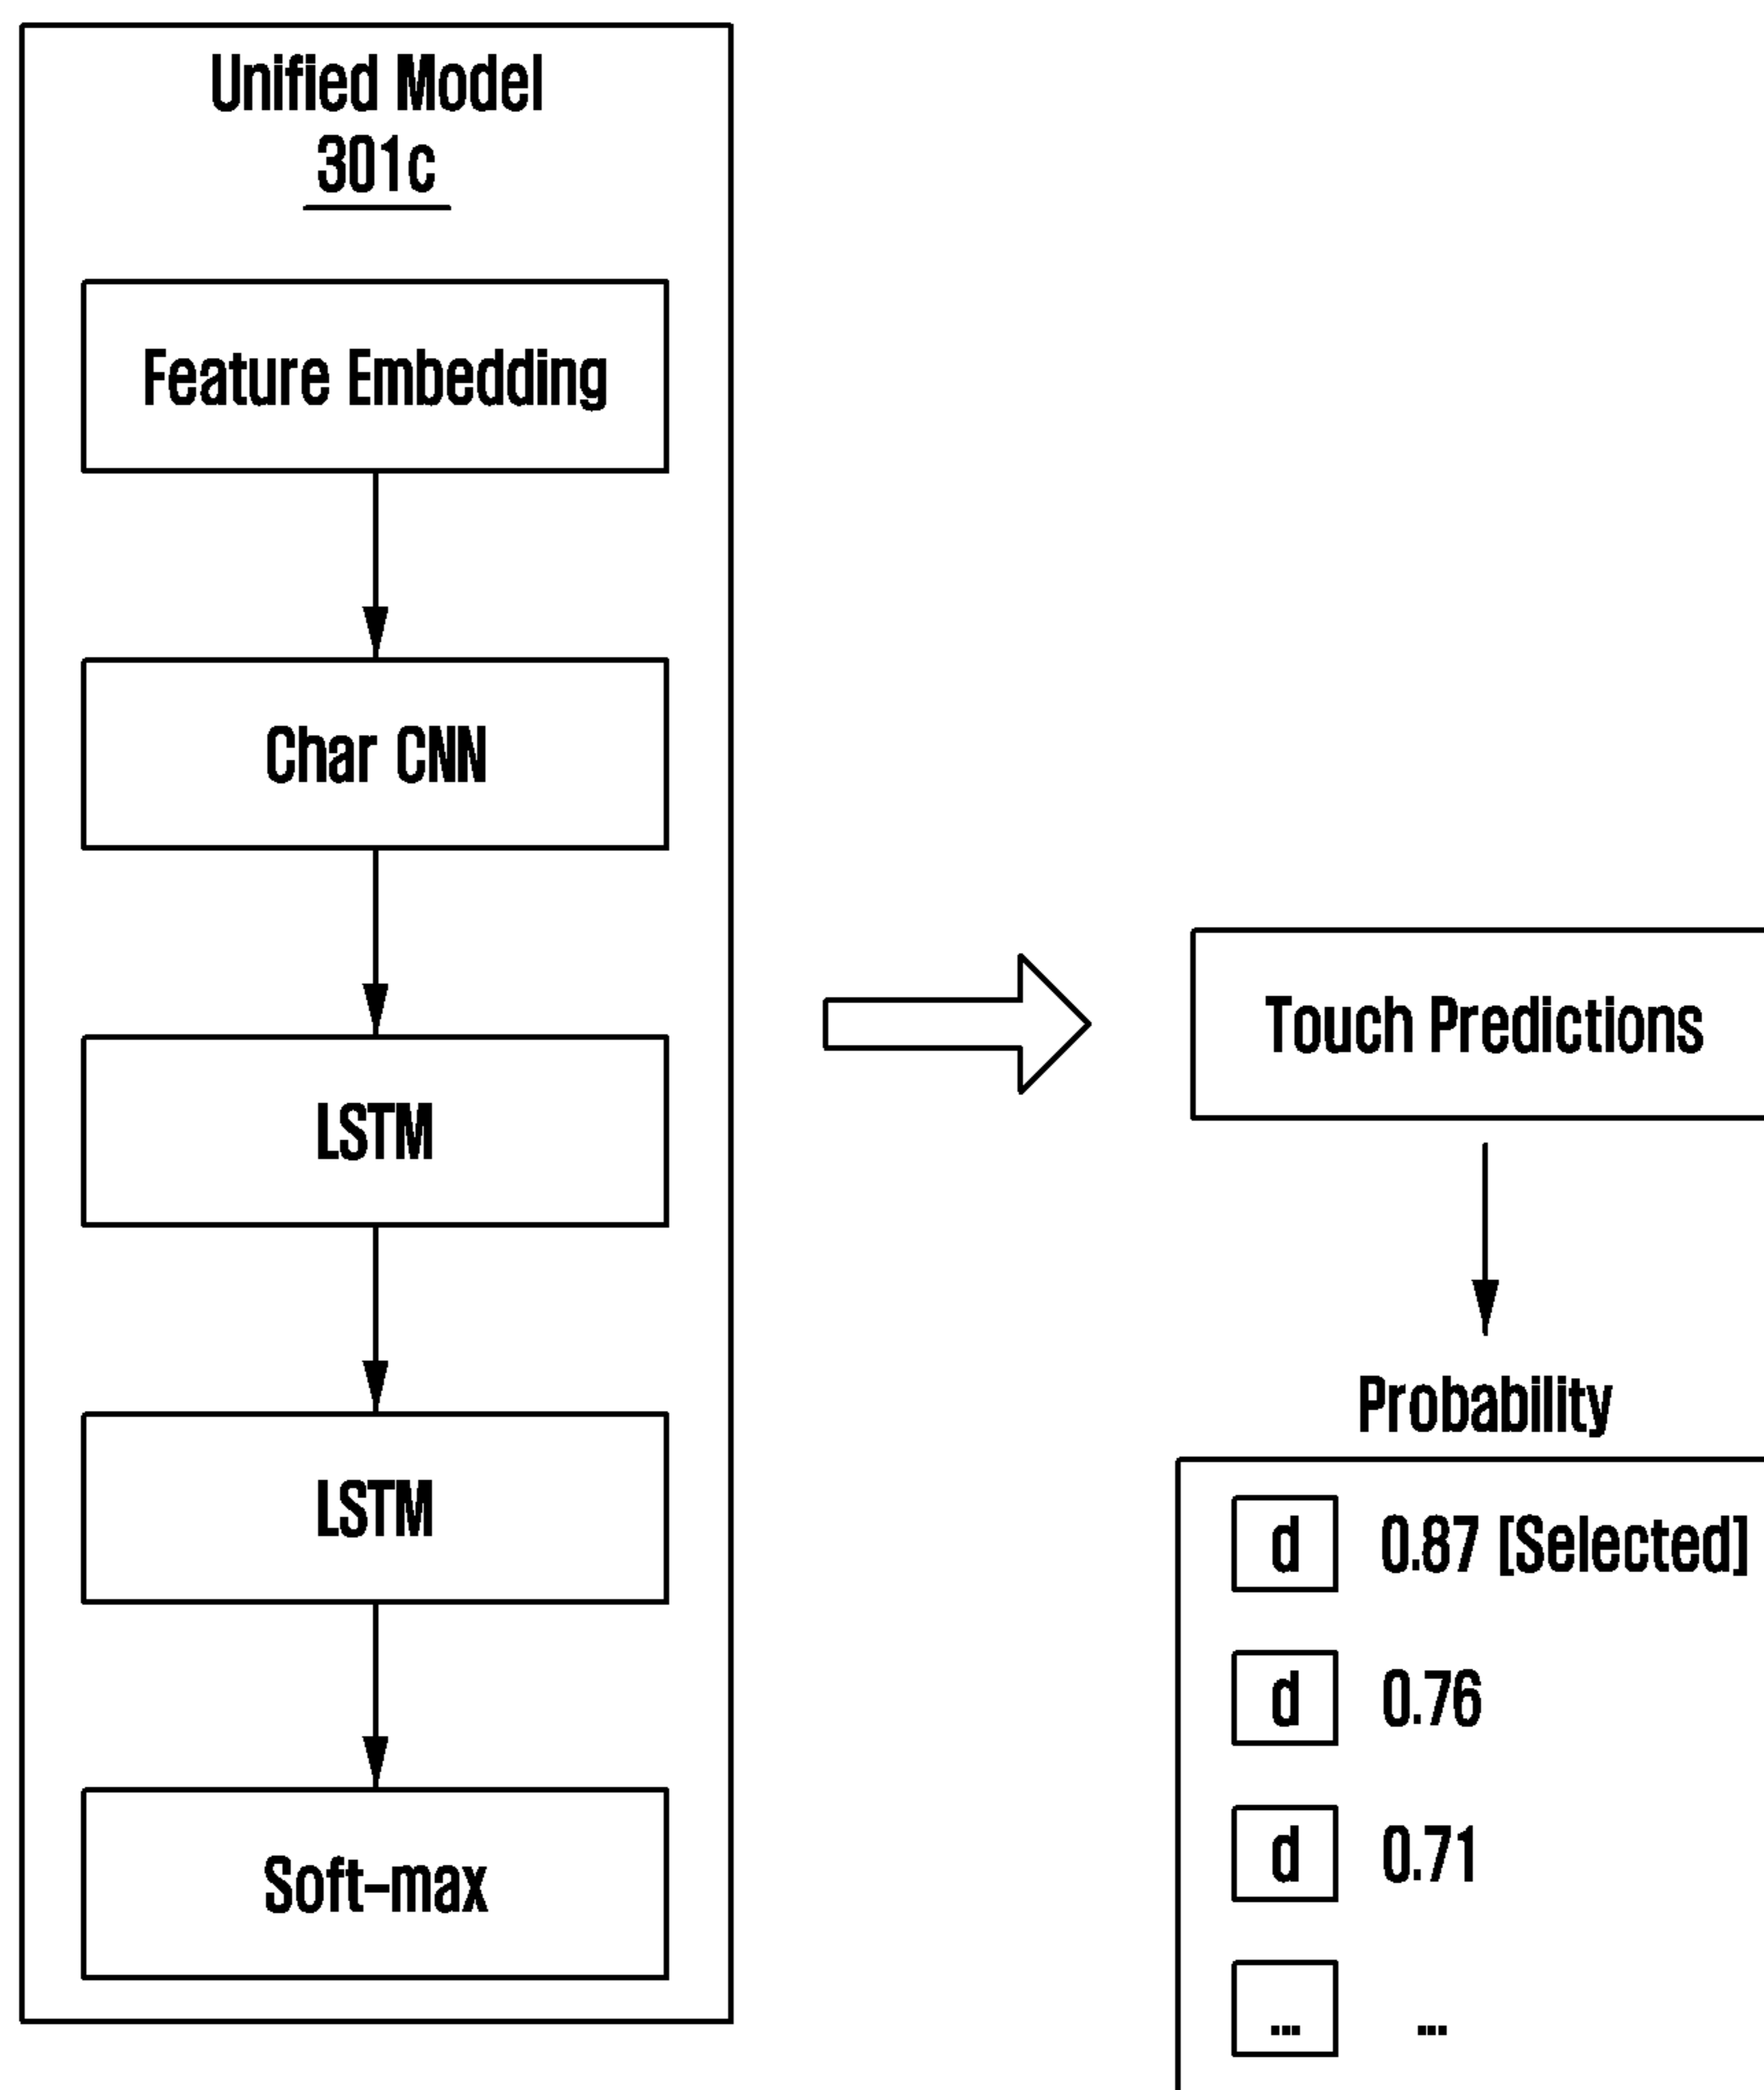 Unified Model
301c
Feature Embedding
Char CNN
LSTM
LSTM
Soft-max
Touch Predictions
Probability
d 0.87 [Selected]
d 0.76
d 0.71
... ...